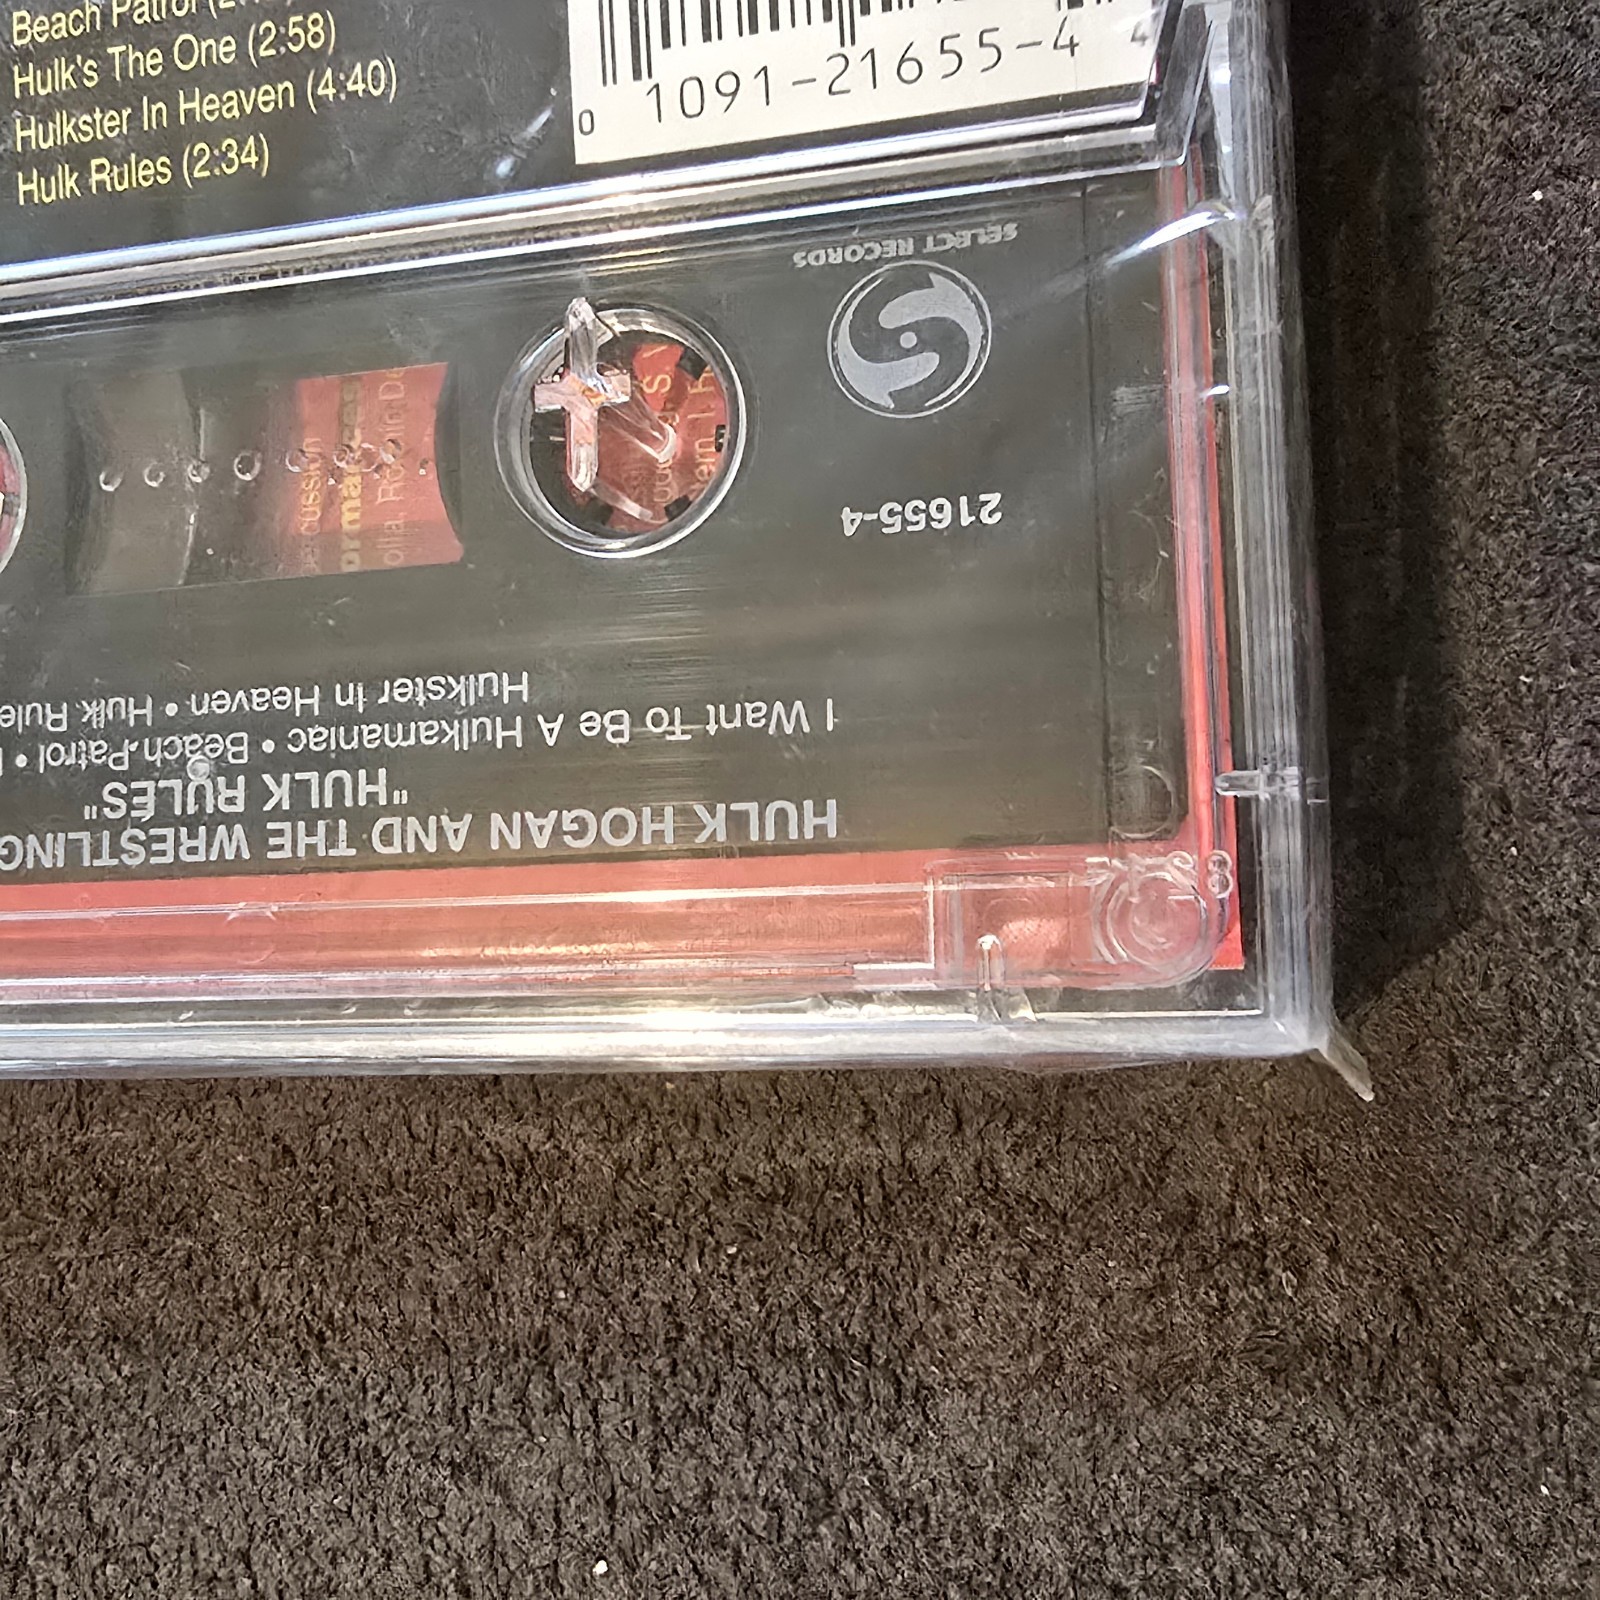 Beach Patrol
Hulk's The One (2:58)
Hulkster In Heaven (4:40)
Hulk Rules (2:34)
0 1091-21655-4 4
SELECT RECORDS
21655-4
HULK HOGAN AND THE WRESTLING
"HULK RULES"
I Want To Be A Hulkamaniac • Beach Patrol •
Hulkster In Heaven • Hulk Rule